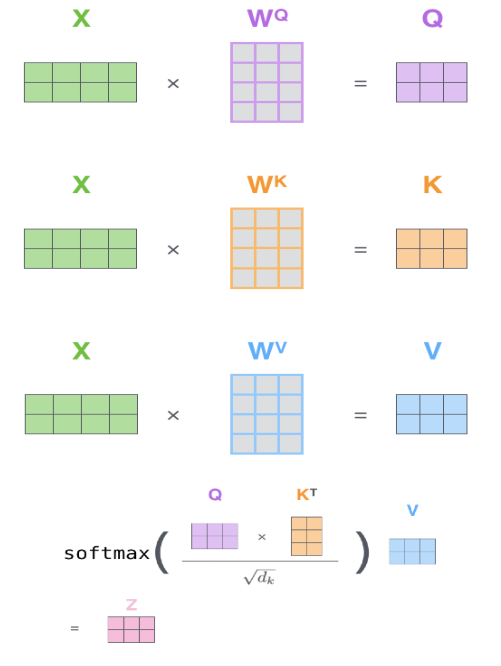 X W^Q Q
× =
X W^K K
× =
X W^V V
× =
Q K^T V
softmax( × )
√d_k
Z
=